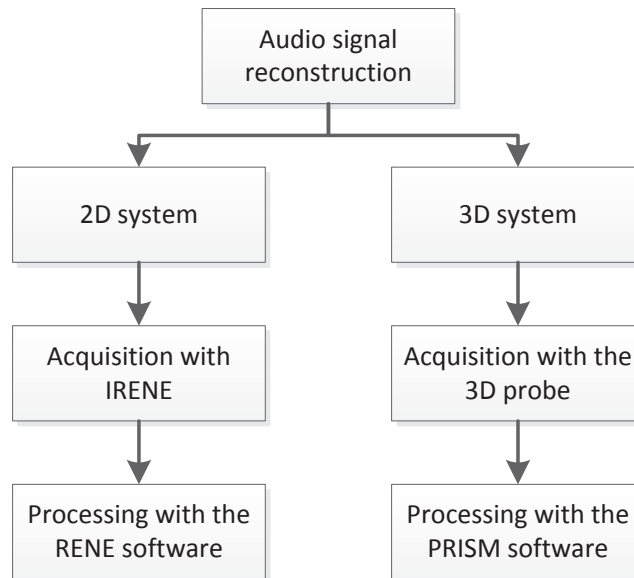 Audio signal
reconstruction
2D system
3D system
Acquisition with
IRENE
Acquisition with the
3D probe
Processing with the
RENE software
Processing with the
PRISM software